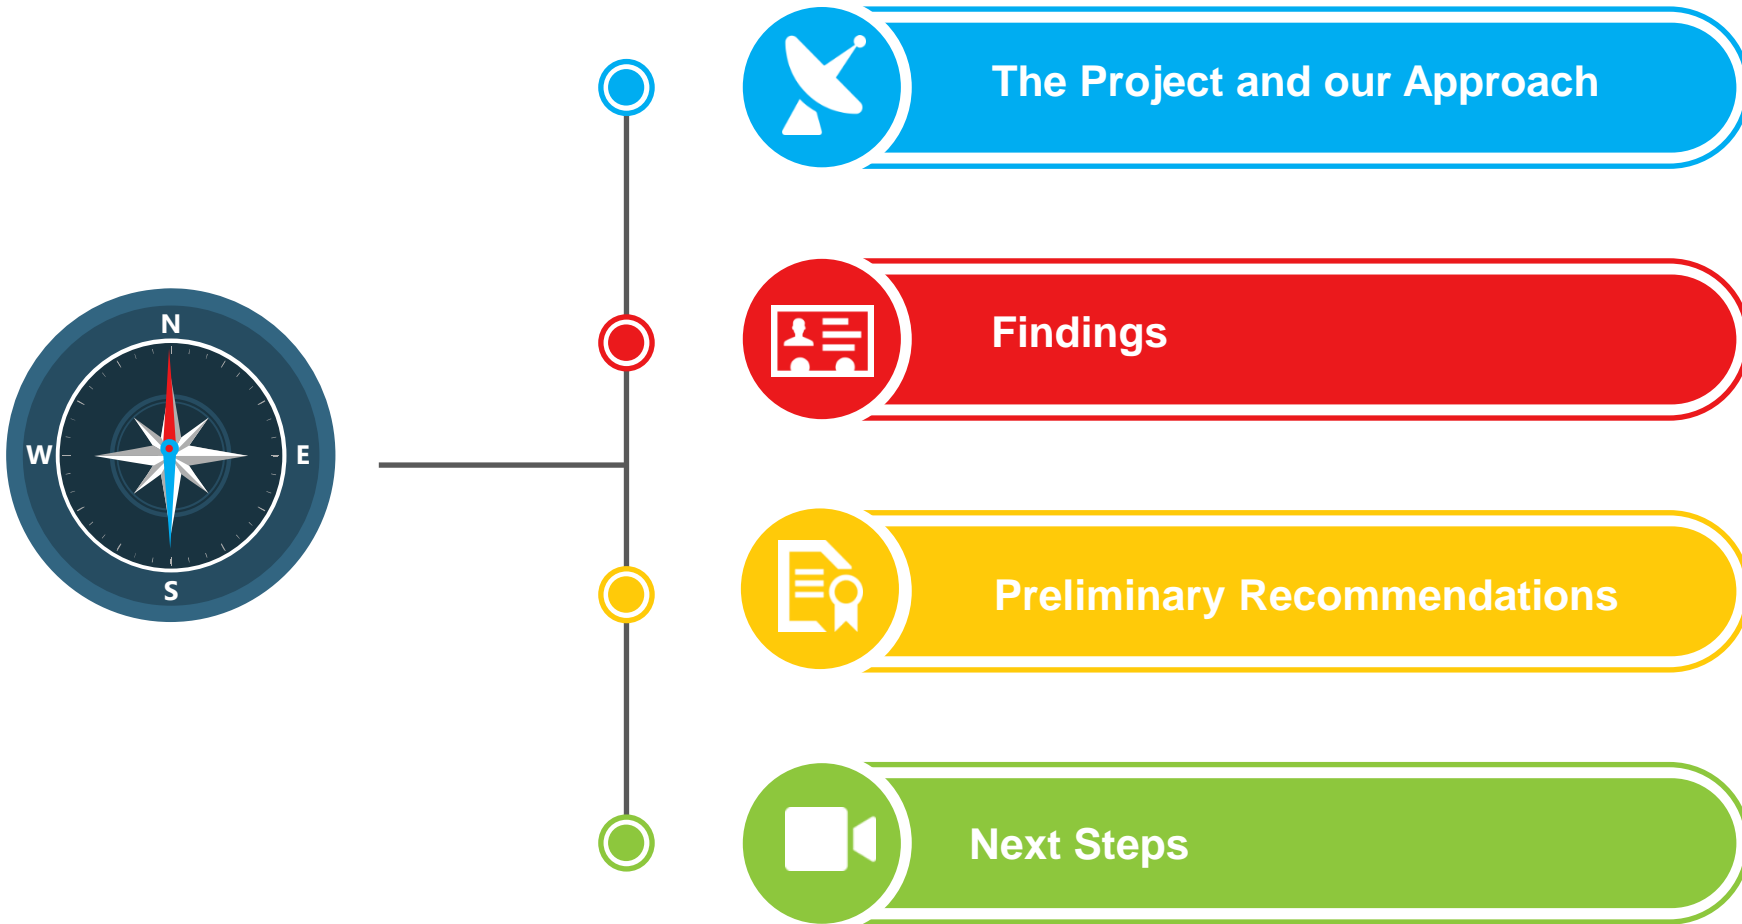 The Project and our Approach
Findings
Preliminary Recommendations
Next Steps
N
W
E
S